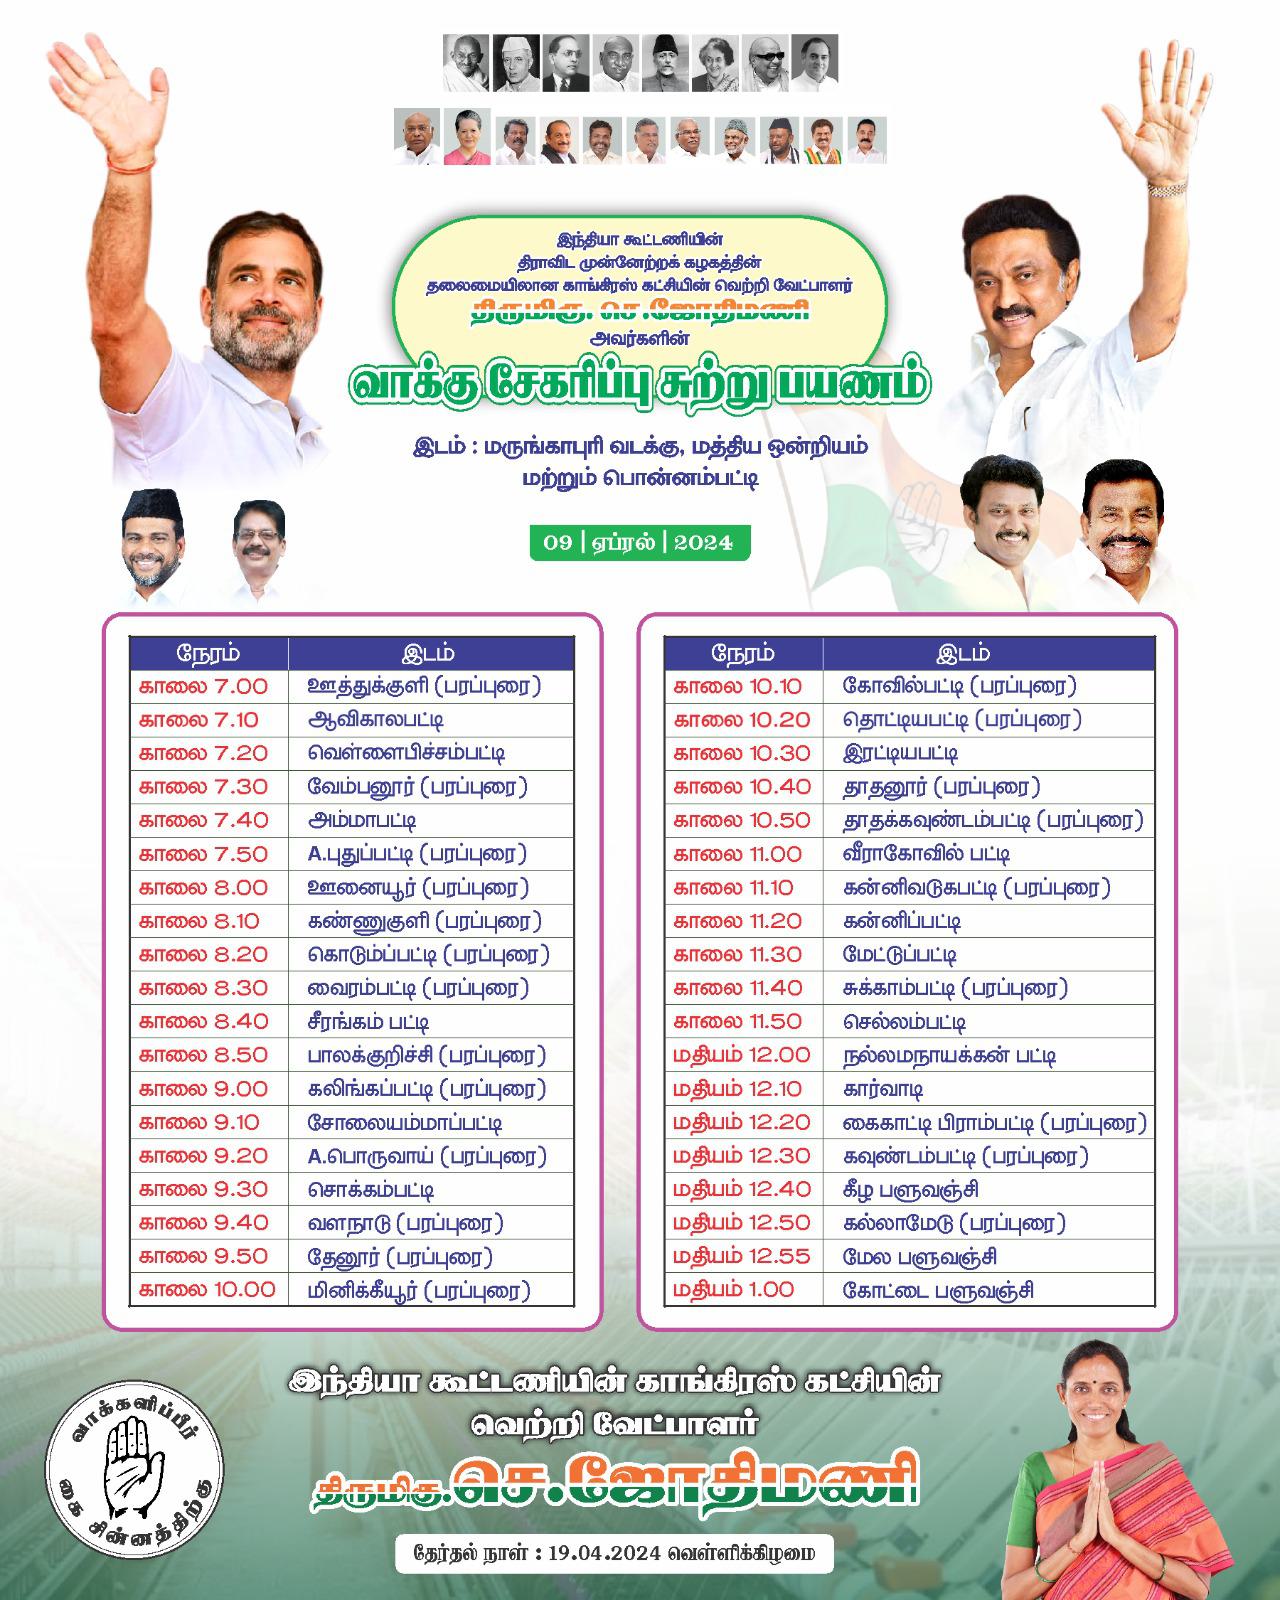 இந்தியா கூட்டணியின்
திராவிட முன்னேற்றக் கழகத்தின்
தலைமையிலான காங்கிரஸ் கட்சியின் வெற்றி வேட்பாளர்
திருமிகு. செ.ஜோதிமணி
அவர்களின்
வாக்கு சேகரிப்பு சுற்று பயணம்
இடம் : மருங்காபுரி வடக்கு, மத்திய ஒன்றியம்
மற்றும் பொன்னம்பட்டி
09 | ஏப்ரல் | 2024
நேரம் இடம்
காலை 7.00 ஊத்துக்குளி (பரப்புரை)
காலை 7.10 ஆவிகாலபட்டி
காலை 7.20 வெள்ளைபிச்சம்பட்டி
காலை 7.30 வேம்பனூர் (பரப்புரை)
காலை 7.40 அம்மாபட்டி
காலை 7.50 A.புதுப்பட்டி (பரப்புரை)
காலை 8.00 ஊனையூர் (பரப்புரை)
காலை 8.10 கண்ணுகுளி (பரப்புரை)
காலை 8.20 கொடும்ப்பட்டி (பரப்புரை)
காலை 8.30 வைரம்பட்டி (பரப்புரை)
காலை 8.40 சீரங்கம் பட்டி
காலை 8.50 பாலக்குறிச்சி (பரப்புரை)
காலை 9.00 கலிங்கப்பட்டி (பரப்புரை)
காலை 9.10 சோலையம்மாப்பட்டி
காலை 9.20 A.பொருவாய் (பரப்புரை)
காலை 9.30 சொக்கம்பட்டி
காலை 9.40 வளநாடு (பரப்புரை)
காலை 9.50 தேனூர் (பரப்புரை)
காலை 10.00 மினிக்கீயூர் (பரப்புரை)
நேரம் இடம்
காலை 10.10 கோவில்பட்டி (பரப்புரை)
காலை 10.20 தொட்டியபட்டி (பரப்புரை)
காலை 10.30 இரட்டியபட்டி
காலை 10.40 தாதனூர் (பரப்புரை)
காலை 10.50 தாதக்கவுண்டம்பட்டி (பரப்புரை)
காலை 11.00 வீராகோவில் பட்டி
காலை 11.10 கன்னிவடுகபட்டி (பரப்புரை)
காலை 11.20 கன்னிப்பட்டி
காலை 11.30 மேட்டுப்பட்டி
காலை 11.40 சுக்காம்பட்டி (பரப்புரை)
காலை 11.50 செல்லம்பட்டி
மதியம் 12.00 நல்லமநாயக்கன் பட்டி
மதியம் 12.10 கார்வாடி
மதியம் 12.20 கைகாட்டி பிராம்பட்டி (பரப்புரை)
மதியம் 12.30 கவுண்டம்பட்டி (பரப்புரை)
மதியம் 12.40 கீழ பளுவஞ்சி
மதியம் 12.50 கல்லாமேடு (பரப்புரை)
மதியம் 12.55 மேல பளுவஞ்சி
மதியம் 1.00 கோட்டை பளுவஞ்சி
இந்தியா கூட்டணியின் காங்கிரஸ் கட்சியின்
வெற்றி வேட்பாளர்
திருமிகு.செ.ஜோதிமணி
தேர்தல் நாள் : 19.04.2024 வெள்ளிக்கிழமை
வாக்களிப்பீர்
கை சின்னத்திற்கு